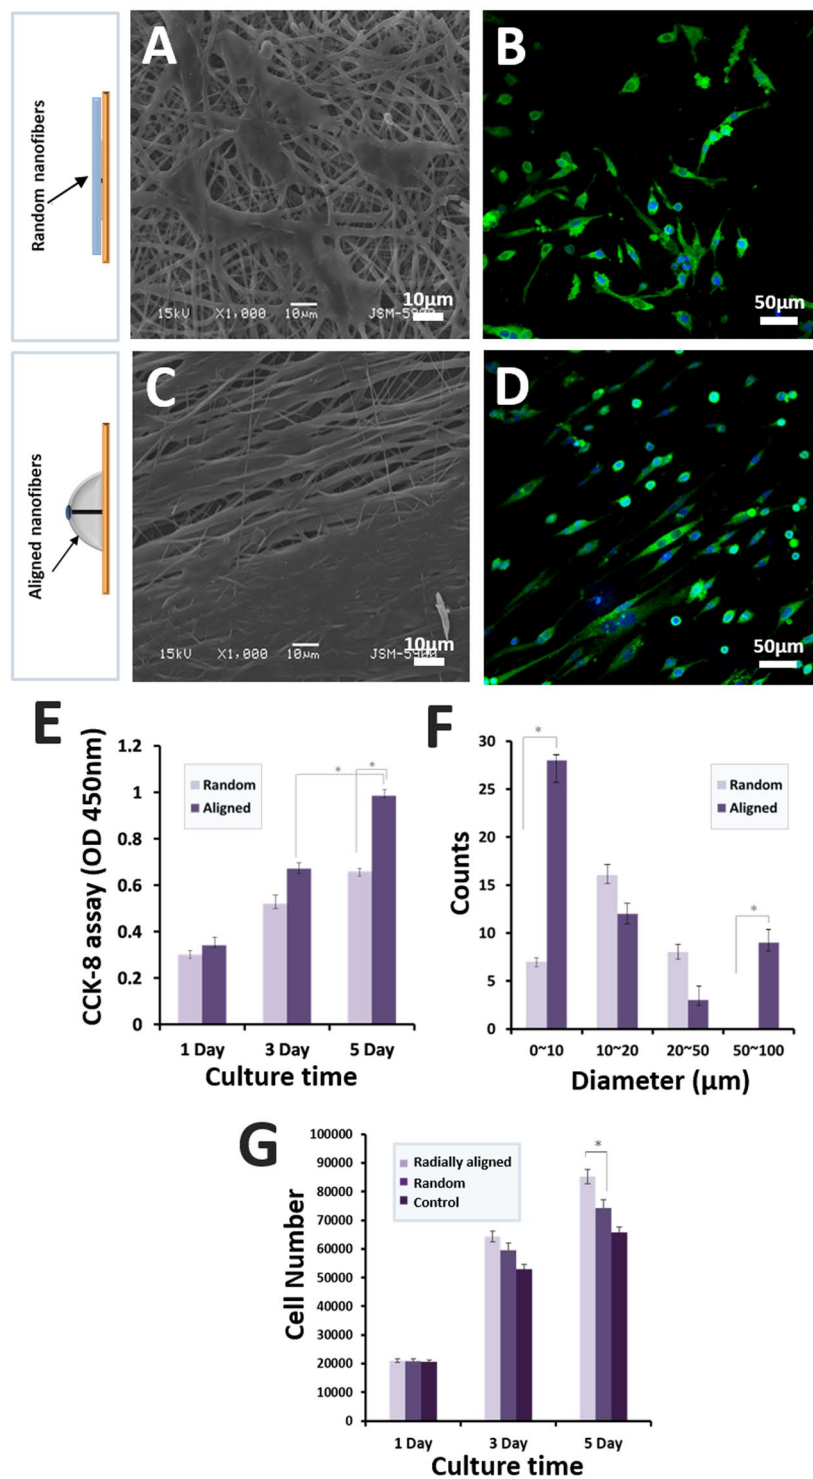 A
Random nanofibers
15kV X1,000 10µm JSM-5900
10µm
B
50µm
C
Aligned nanofibers
15kV X1,000 10µm JSM-5900
10µm
D
50µm
E
CCK-8 assay (OD 450nm)
1.2
1
0.8
0.6
0.4
0.2
0
Random
Aligned
*
*
1 Day
3 Day
5 Day
Culture time
F
Counts
30
25
20
15
10
5
0
*
Random
Aligned
*
0~10
10~20
20~50
50~100
Diameter (µm)
G
Cell Number
100000
90000
80000
70000
60000
50000
40000
30000
20000
10000
0
Radially aligned
Random
Control
*
1 Day
3 Day
5 Day
Culture time